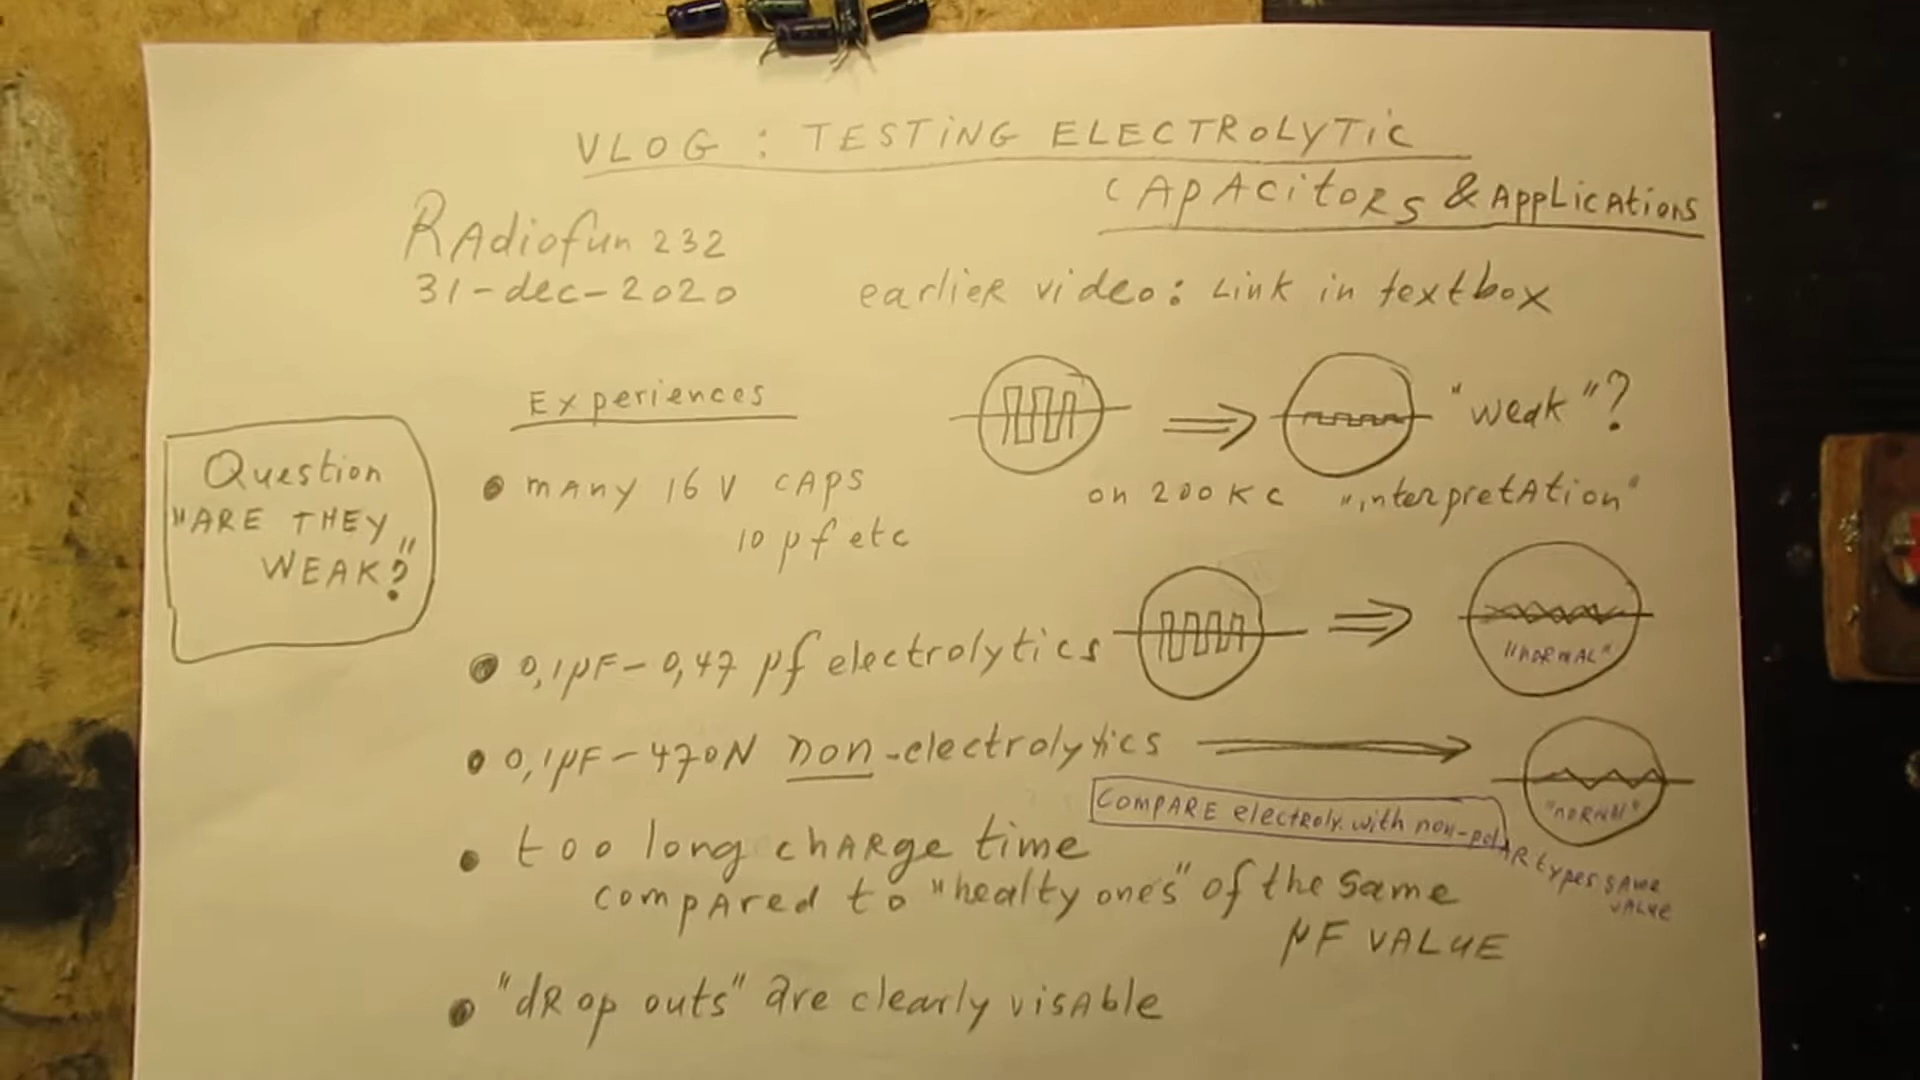 VLOG : TESTING ELECTROLYTIC
CAPACITORS & APPLICATIONS
RAdiofun 232
31-dec-2020
earlier video: Link in textbox
Experiences
Question
"ARE THEY
WEAK?"
• many 16 V CAPS
10 µf etc
"weak"?
on 200 KC "interpretation"
• 0,1µF-0,47 µf electrolytics
"NORMAL"
• 0,1µF-470N non-electrolytics
"NORMAL"
COMPARE electroly. with non-polAR types same
VALUE
• too long charge time
compared to "healty ones" of the same
µF VALUE
• "drop outs" are clearly visable